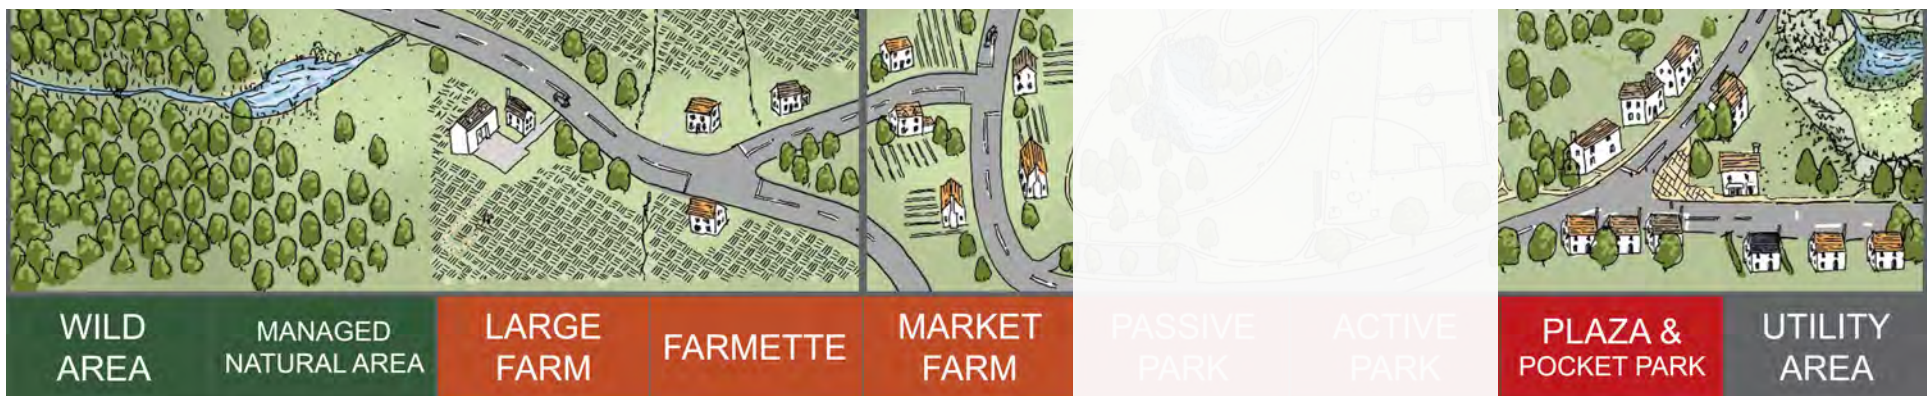 WILD
AREA
MANAGED
NATURAL AREA
LARGE
FARM
FARMETTE
MARKET
FARM
PASSIVE
PARK
ACTIVE
PARK
PLAZA &
POCKET PARK
UTILITY
AREA